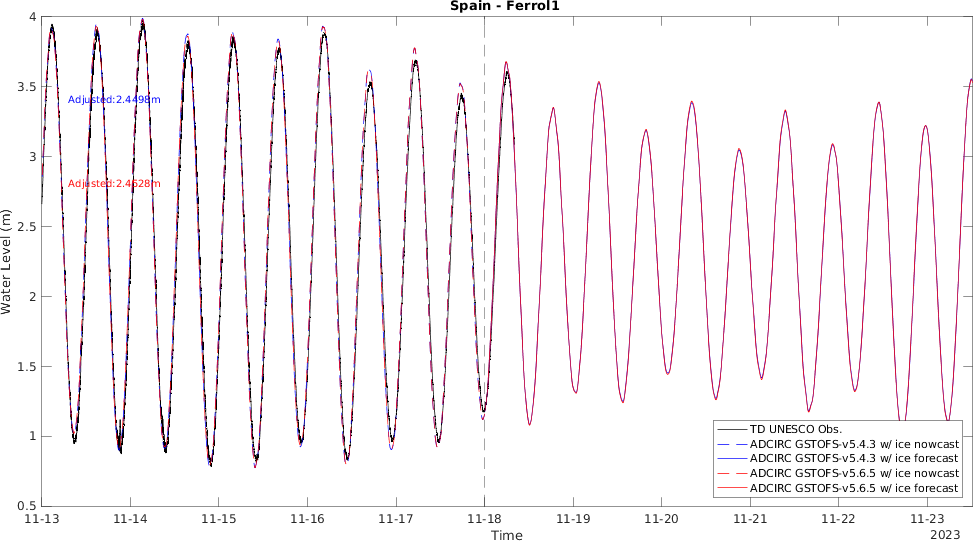 Spain - Ferrol1
4
3.5
3
2.5
2
1.5
1
0.5
Water Level (m)
Adjusted:2.4498m
Adjusted:2.4628m
TD UNESCO Obs.
ADCIRC GSTOFS-v5.4.3 w/ ice nowcast
ADCIRC GSTOFS-v5.4.3 w/ ice forecast
ADCIRC GSTOFS-v5.6.5 w/ ice nowcast
ADCIRC GSTOFS-v5.6.5 w/ ice forecast
11-13 11-14 11-15 11-16 11-17 11-18 11-19 11-20 11-21 11-22 11-23
Time
2023